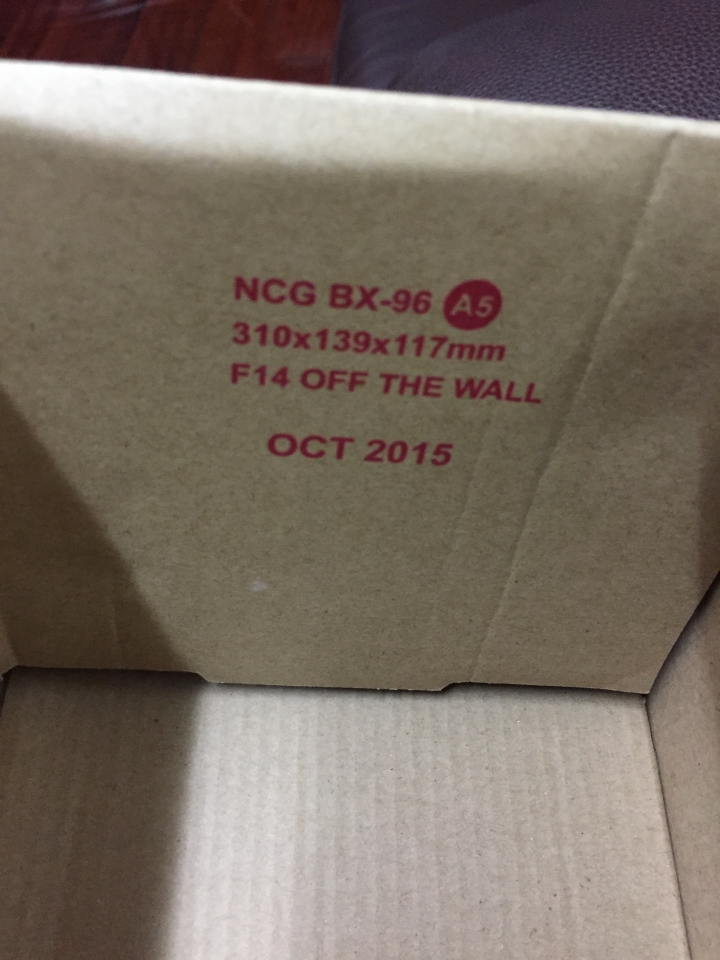 NCG BX-96 A5
310x139x117mm
F14 OFF THE WALL
OCT 2015